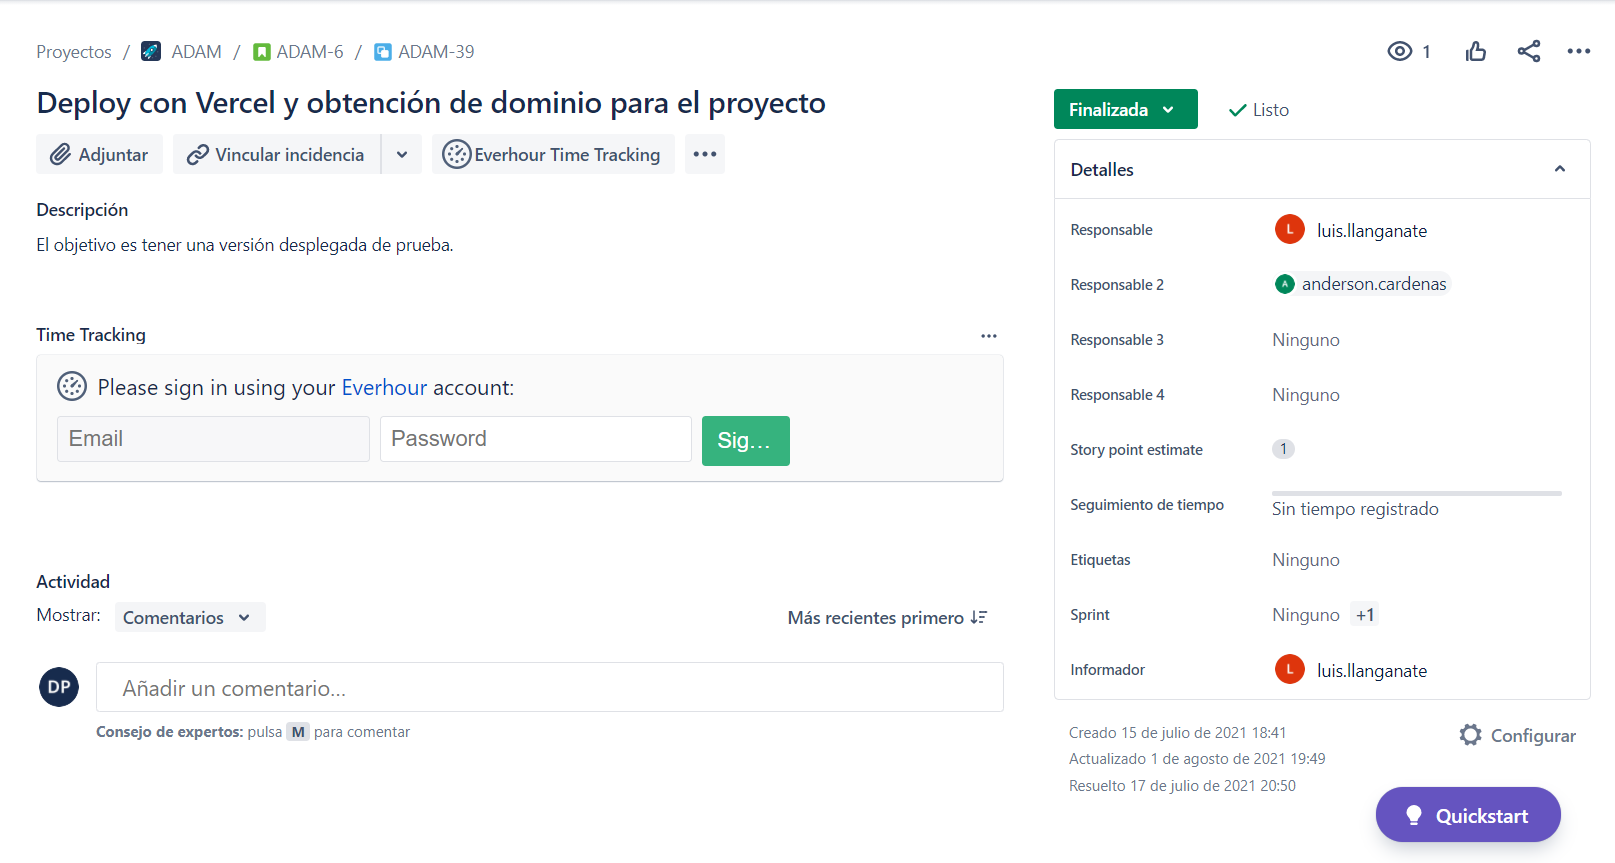 Proyectos / ADAM / ADAM-6 / ADAM-39
1
Deploy con Vercel y obtención de dominio para el proyecto
Adjuntar
Vincular incidencia
Everhour Time Tracking
Descripción
El objetivo es tener una versión desplegada de prueba.
Time Tracking
Please sign in using your Everhour account:
Email
Password
Sig...
Actividad
Mostrar:
Comentarios
Más recientes primero
DP
Añadir un comentario...
Consejo de expertos: pulsa M para comentar
Finalizada
Listo
Detalles
Responsable
L luis.llanganate
Responsable 2
A anderson.cardenas
Responsable 3
Ninguno
Responsable 4
Ninguno
Story point estimate
1
Seguimiento de tiempo
Sin tiempo registrado
Etiquetas
Ninguno
Sprint
Ninguno +1
Informador
L luis.llanganate
Creado 15 de julio de 2021 18:41
Actualizado 1 de agosto de 2021 19:49
Resuelto 17 de julio de 2021 20:50
Configurar
Quickstart